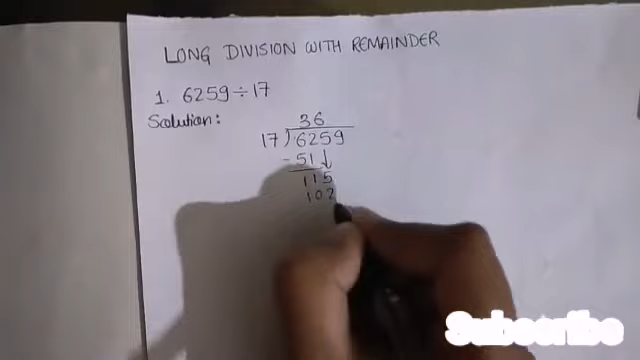 LONG DIVISION WITH REMAINDER
1. 6259÷17
Solution:
36
17)6259
-51↓
115
102
Subscribe